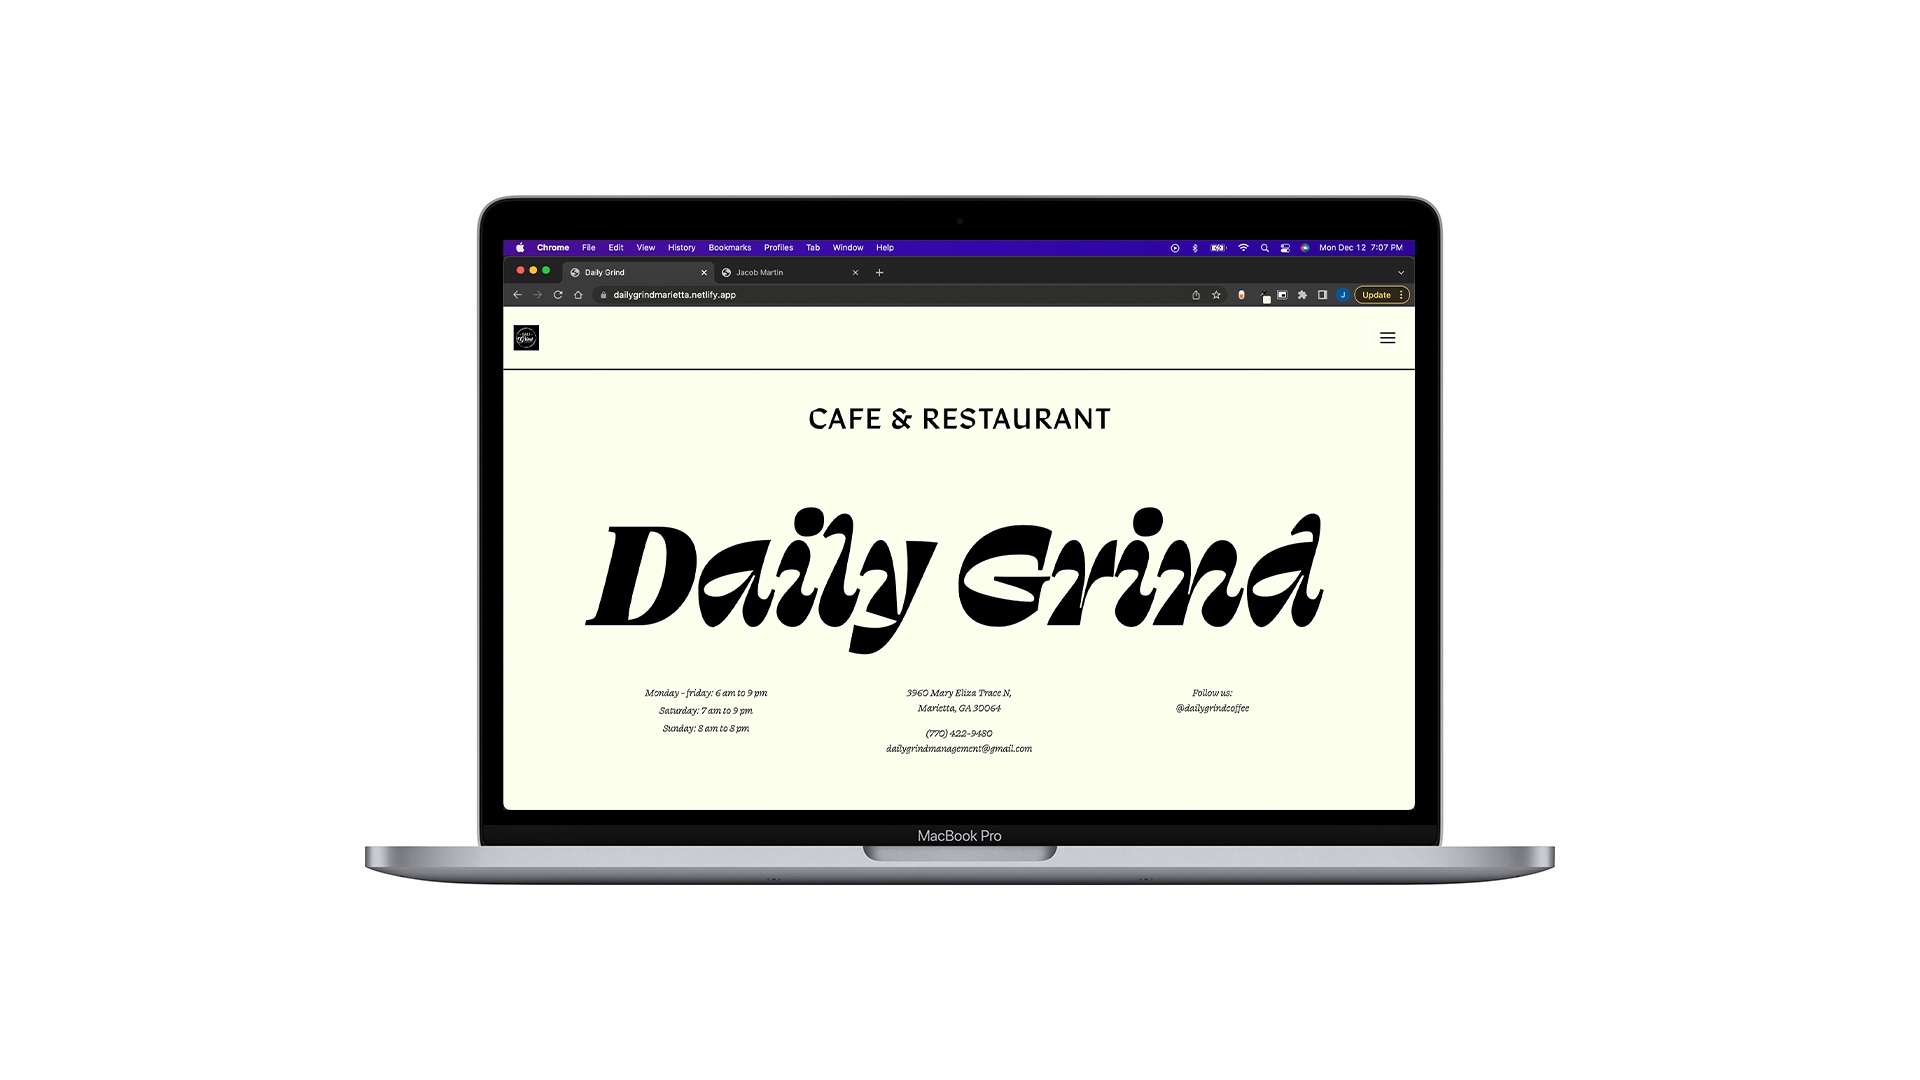 Chrome File Edit View History Bookmarks Profiles Tab Window Help Mon Dec 12 7:07 PM
Daily Grind Jacob Martin
dailygrindmarietta.netlify.app J Update
CAFE & RESTAURANT
Daily Grind
Monday - friday: 6 am to 9 pm
Saturday: 7 am to 9 pm
Sunday: 8 am to 8 pm
3960 Mary Eliza Trace N,
Marietta, GA 30064
(770) 422-9480
dailygrindmanagement@gmail.com
Follow us:
@dailygrindcoffee
MacBook Pro